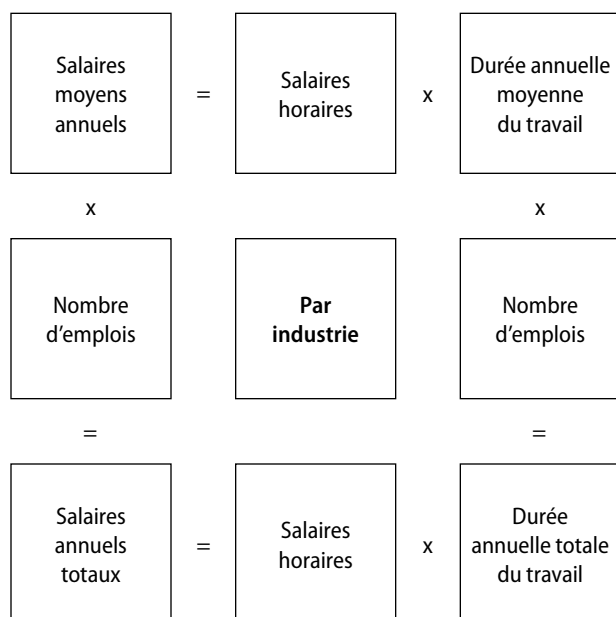 Salaires
moyens
annuels
=
Salaires
horaires
x
Durée annuelle
moyenne
du travail
x
x
Nombre
d’emplois
Par
industrie
Nombre
d’emplois
=
=
Salaires
annuels
totaux
=
Salaires
horaires
x
Durée
annuelle totale
du travail